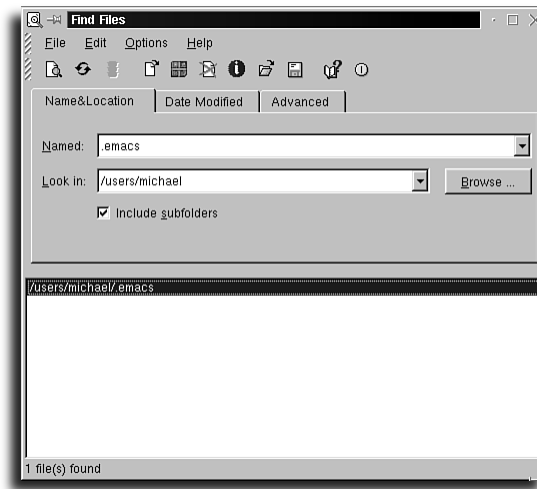 Find Files
File Edit Options Help
Name&Location Date Modified Advanced
Named: .emacs
Look in: /users/michael Browse ...
Include subfolders
/users/michael/.emacs
1 file(s) found